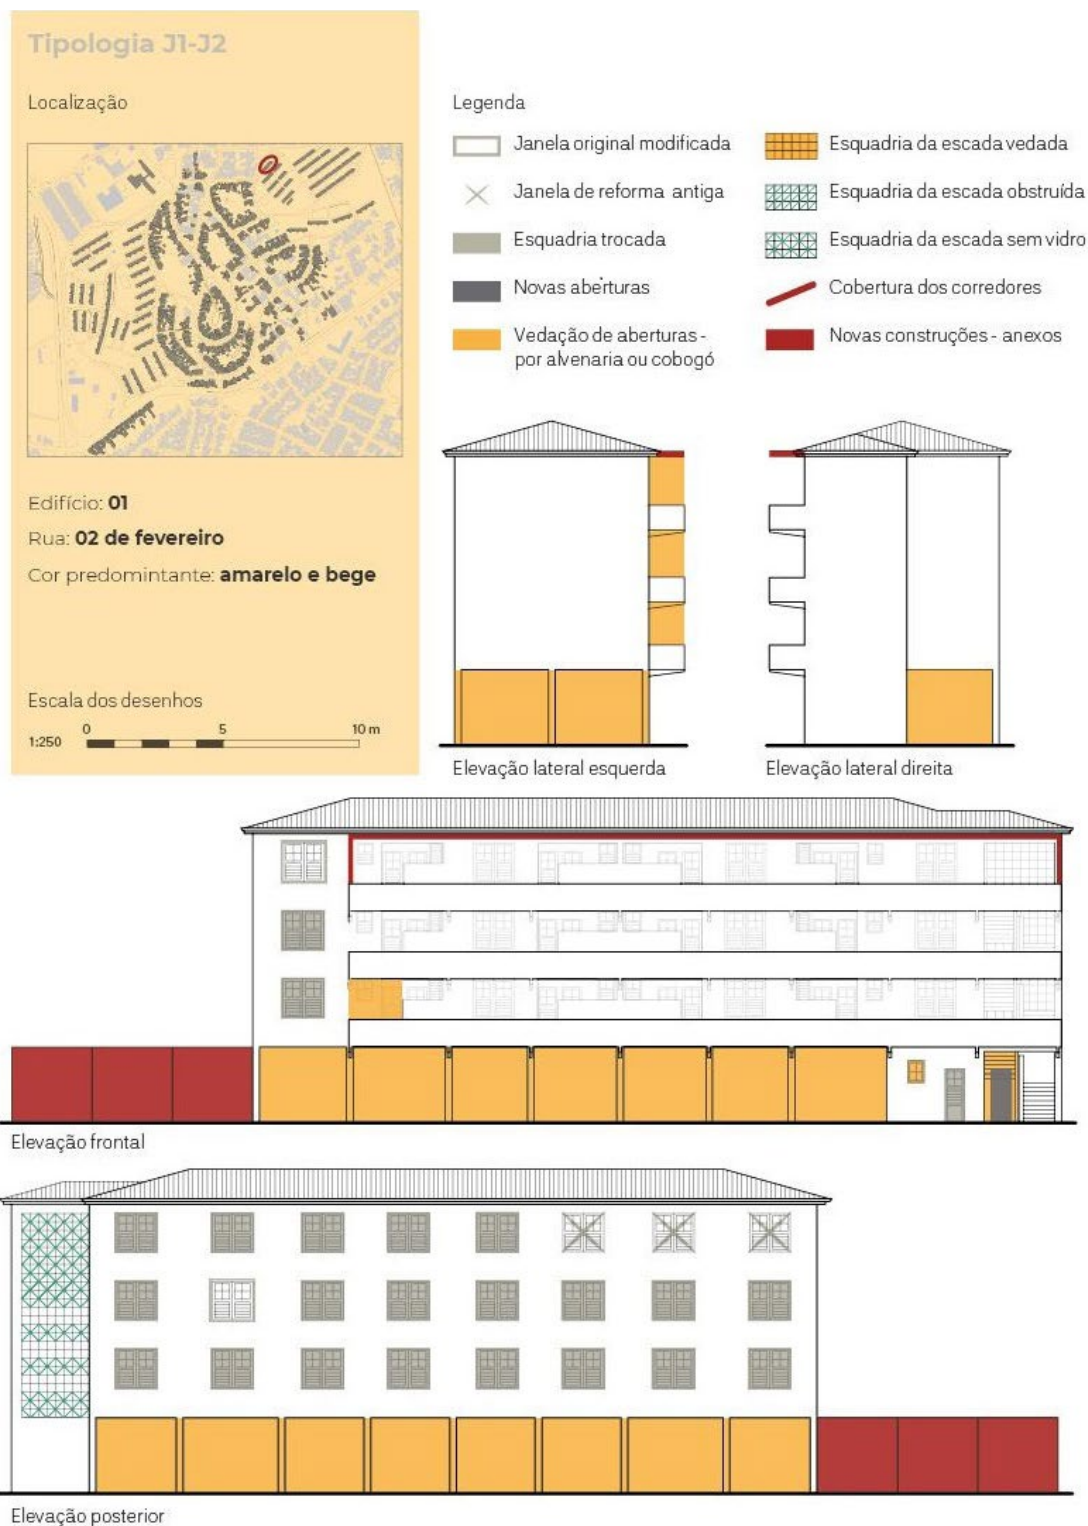 Tipologia J1-J2
Localização
Edifício: 01
Rua: 02 de fevereiro
Cor predomintante: amarelo e bege
Escala dos desenhos
1:250
0 5 10 m
Legenda
Janela original modificada
Janela de reforma antiga
Esquadria trocada
Novas aberturas
Vedação de aberturas -
por alvenaria ou cobogó
Esquadria da escada vedada
Esquadria da escada obstruída
Esquadria da escada sem vidro
Cobertura dos corredores
Novas construções - anexos
Elevação lateral esquerda
Elevação lateral direita
Elevação frontal
Elevação posterior